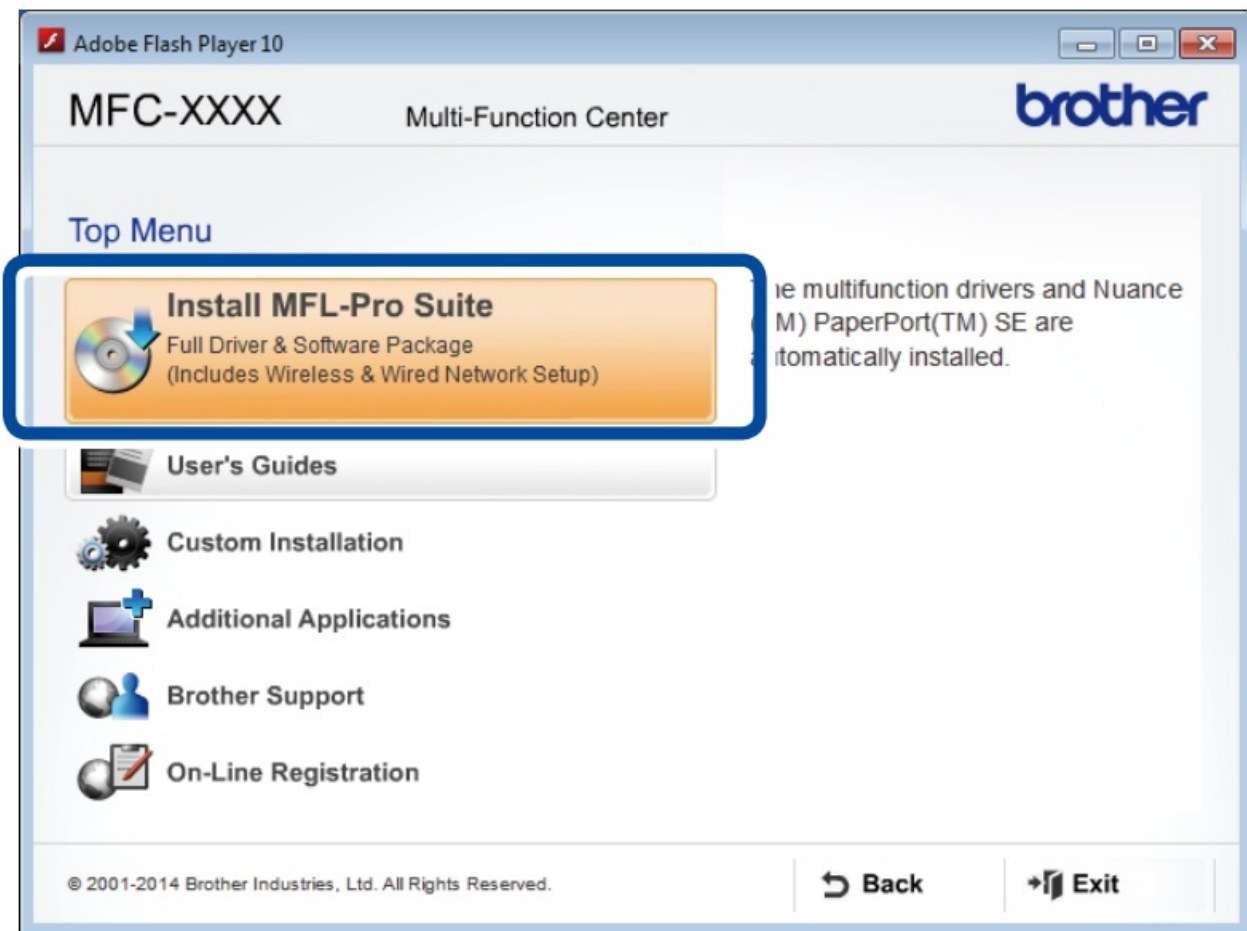 Adobe Flash Player 10
MFC-XXXX
Multi-Function Center
brother
Top Menu
Install MFL-Pro Suite
Full Driver & Software Package
(Includes Wireless & Wired Network Setup)
multifunction drivers and Nuance
PaperPort(TM) SE are
installed.
User's Guides
Custom Installation
Additional Applications
Brother Support
On-Line Registration
© 2001-2014 Brother Industries, Ltd. All Rights Reserved.
Back
Exit